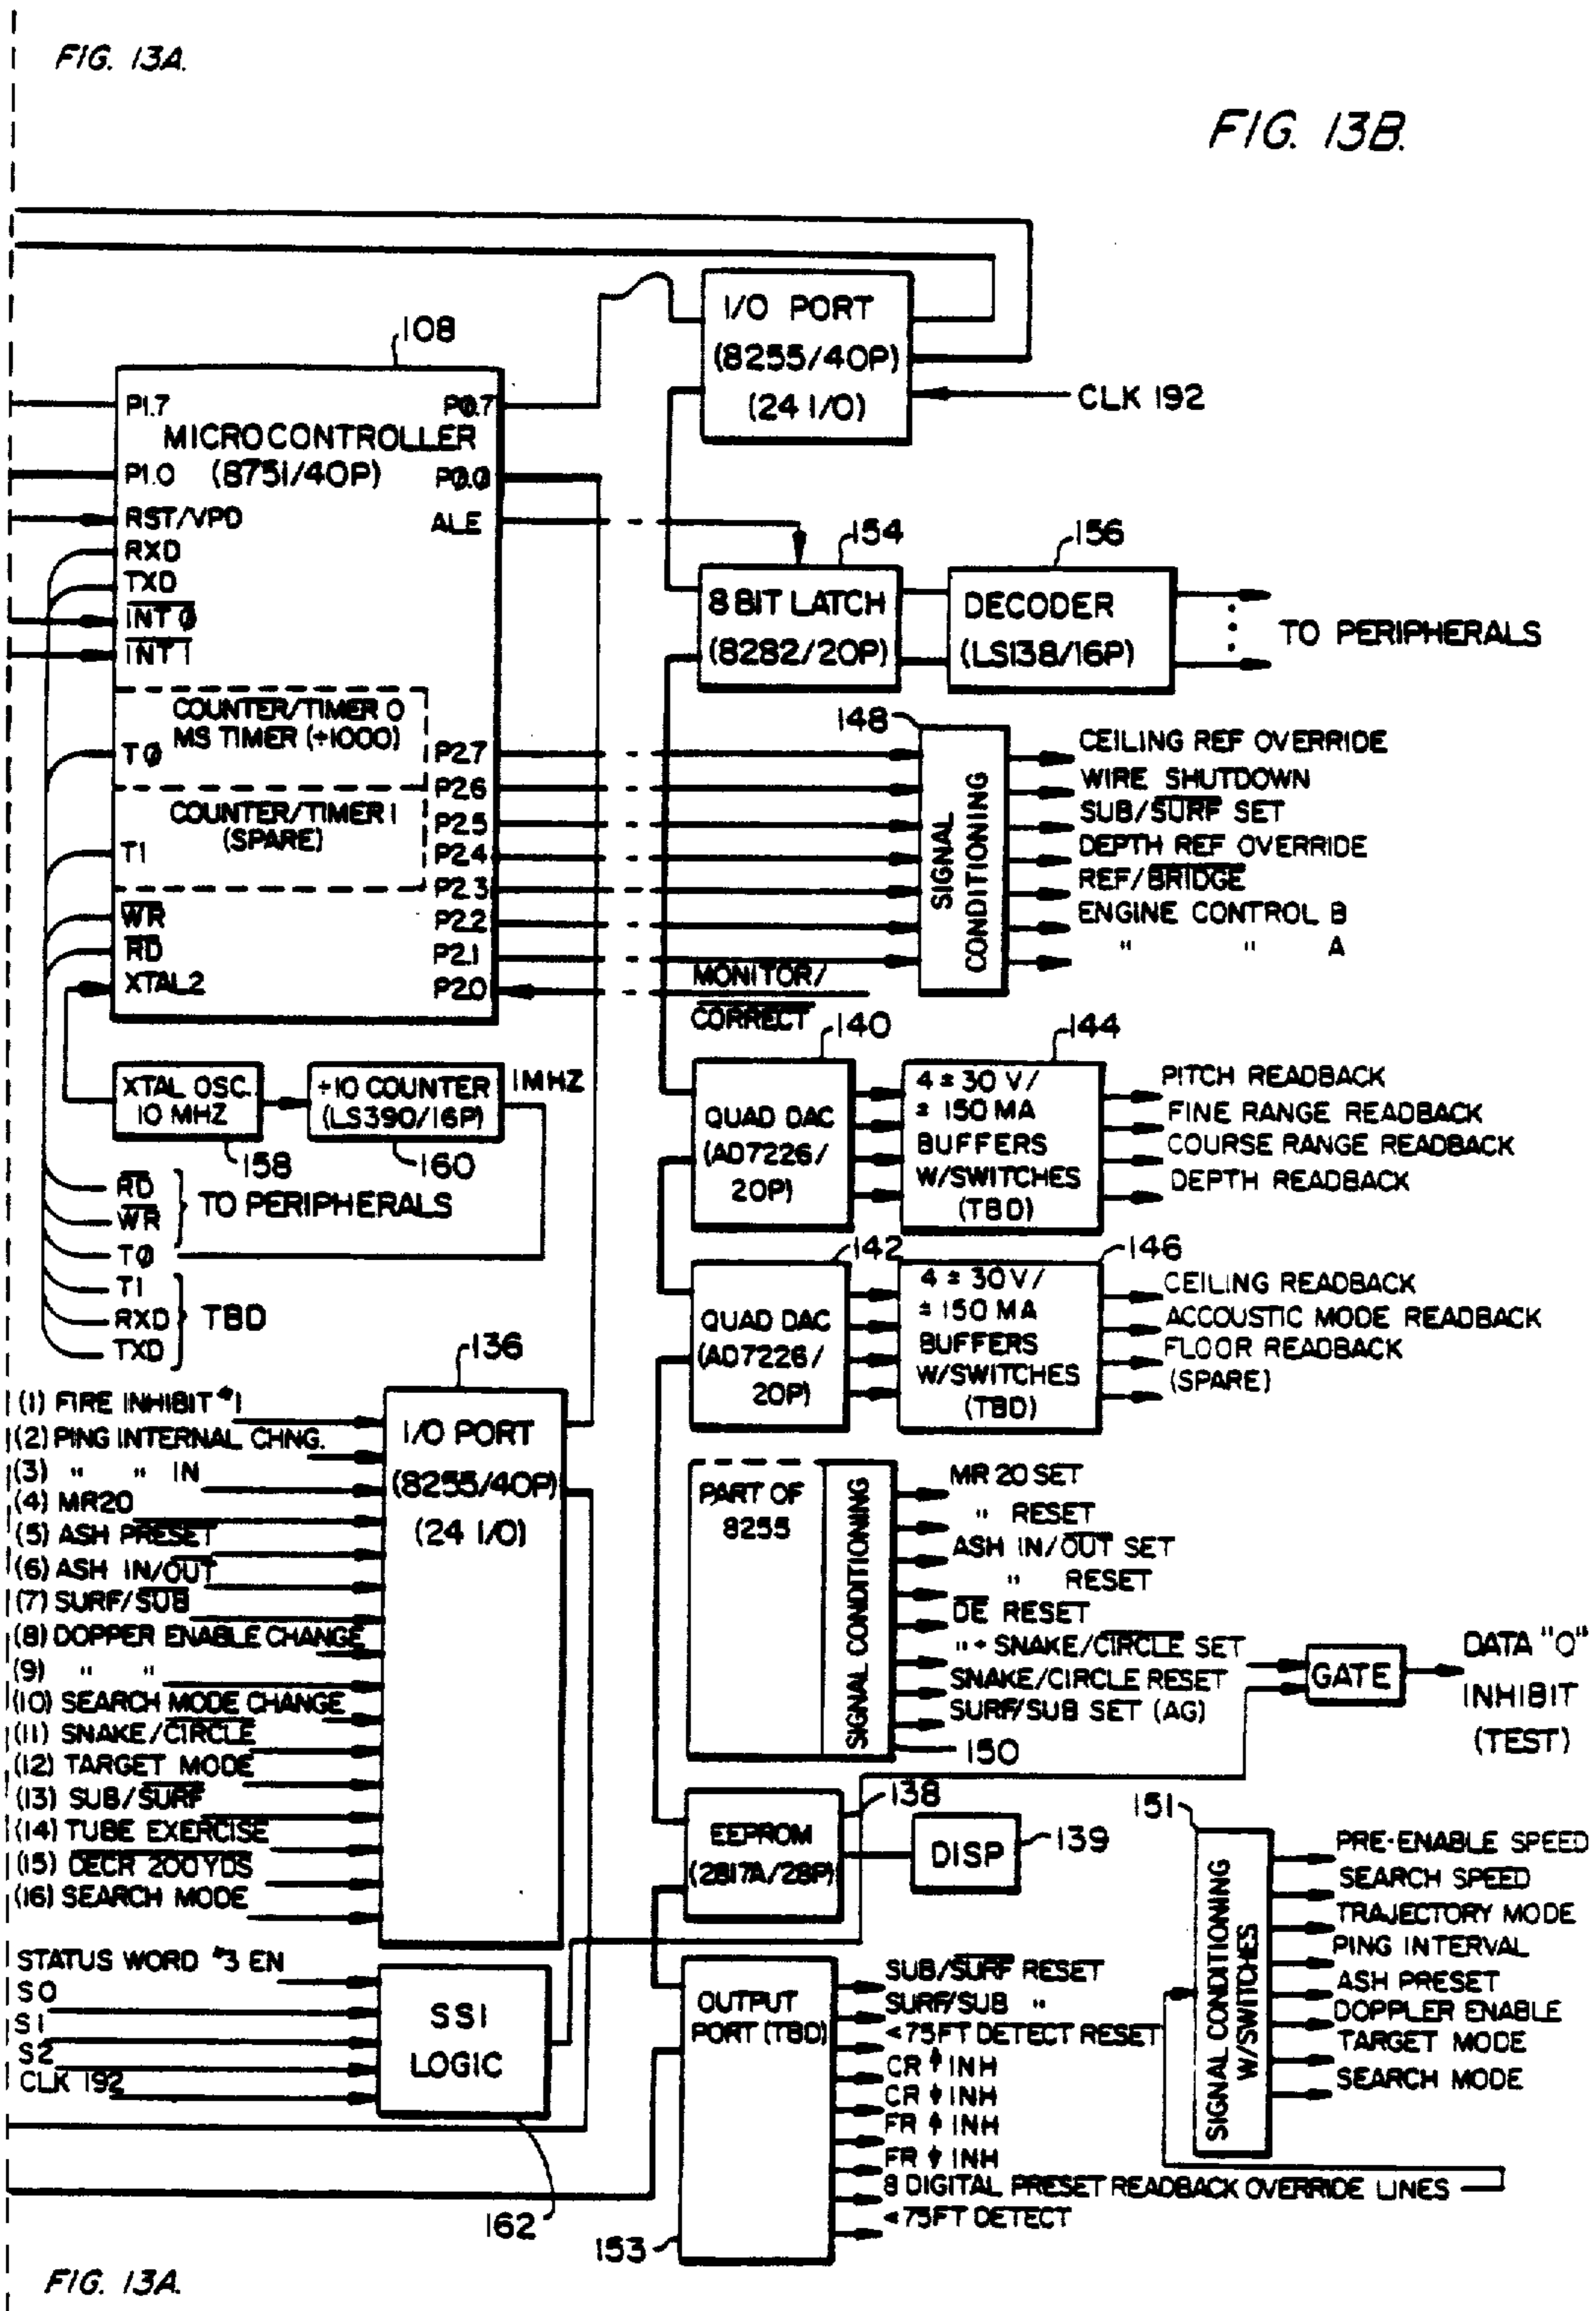 FIG. 13A.
FIG. 13B.
I/O PORT
(8255/40P)
(24 I/O)
CLK 192
108
P1.7
PØ.7
MICROCONTROLLER
(8751/40P)
P1.0
PØ.Ø
RST/VPD
ALE
RXD
TXD
INT Ø
INT 1
COUNTER/TIMER 0
MS TIMER (÷1000)
TØ
COUNTER/TIMER 1
(SPARE)
T1
WR
RD
XTAL2
P2.7
P2.6
P2.5
P2.4
P2.3
P2.2
P2.1
P2.0
154
8 BIT LATCH
(8282/20P)
156
DECODER
(LS138/16P)
TO PERIPHERALS
148
SIGNAL
CONDITIONING
CEILING REF OVERRIDE
WIRE SHUTDOWN
SUB/SURF SET
DEPTH REF OVERRIDE
REF/BRIDGE
ENGINE CONTROL B
" " A
MONITOR/
CORRECT
XTAL OSC.
10 MHZ
158
÷10 COUNTER
(LS390/16P)
160
1MHZ
RD
WR
TO PERIPHERALS
TØ
T1
RXD
TXD
TBD
140
QUAD DAC
(AD7226/
20P)
144
4 ± 30 V/
± 150 MA
BUFFERS
W/SWITCHES
(TBD)
PITCH READBACK
FINE RANGE READBACK
COURSE RANGE READBACK
DEPTH READBACK
142
QUAD DAC
(AD7226/
20P)
146
4 ± 30 V/
± 150 MA
BUFFERS
W/SWITCHES
(TBD)
CEILING READBACK
ACCOUSTIC MODE READBACK
FLOOR READBACK
(SPARE)
136
I/O PORT
(8255/40P)
(24 I/O)
(1) FIRE INHIBIT #1
(2) PING INTERNAL CHNG.
(3) " " IN
(4) MR20
(5) ASH PRESET
(6) ASH IN/OUT
(7) SURF/SUB
(8) DOPPER ENABLE CHANGE
(9) " "
(10) SEARCH MODE CHANGE
(11) SNAKE/CIRCLE
(12) TARGET MODE
(13) SUB/SURF
(14) TUBE EXERCISE
(15) DECR 200 YDS
(16) SEARCH MODE
PART OF
8255
SIGNAL CONDITIONING
MR 20 SET
" RESET
ASH IN/OUT SET
" RESET
DE RESET
" + SNAKE/CIRCLE SET
SNAKE/CIRCLE RESET
SURF/SUB SET (AG)
150
GATE
DATA "0"
INHIBIT
(TEST)
138
EEPROM
(2817A/28P)
DISP
139
151
SIGNAL CONDITIONING
W/SWITCHES
PRE-ENABLE SPEED
SEARCH SPEED
TRAJECTORY MODE
PING INTERVAL
ASH PRESET
DOPPLER ENABLE
TARGET MODE
SEARCH MODE
STATUS WORD #3 EN
S0
S1
S2
CLK 192
SSI
LOGIC
162
OUTPUT
PORT (TBD)
153
SUB/SURF RESET
SURF/SUB "
<75FT DETECT RESET
CR ↑ INH
CR ↓ INH
FR ↑ INH
FR ↓ INH
8 DIGITAL PRESET READBACK OVERRIDE LINES
<75FT DETECT
FIG. 13A.